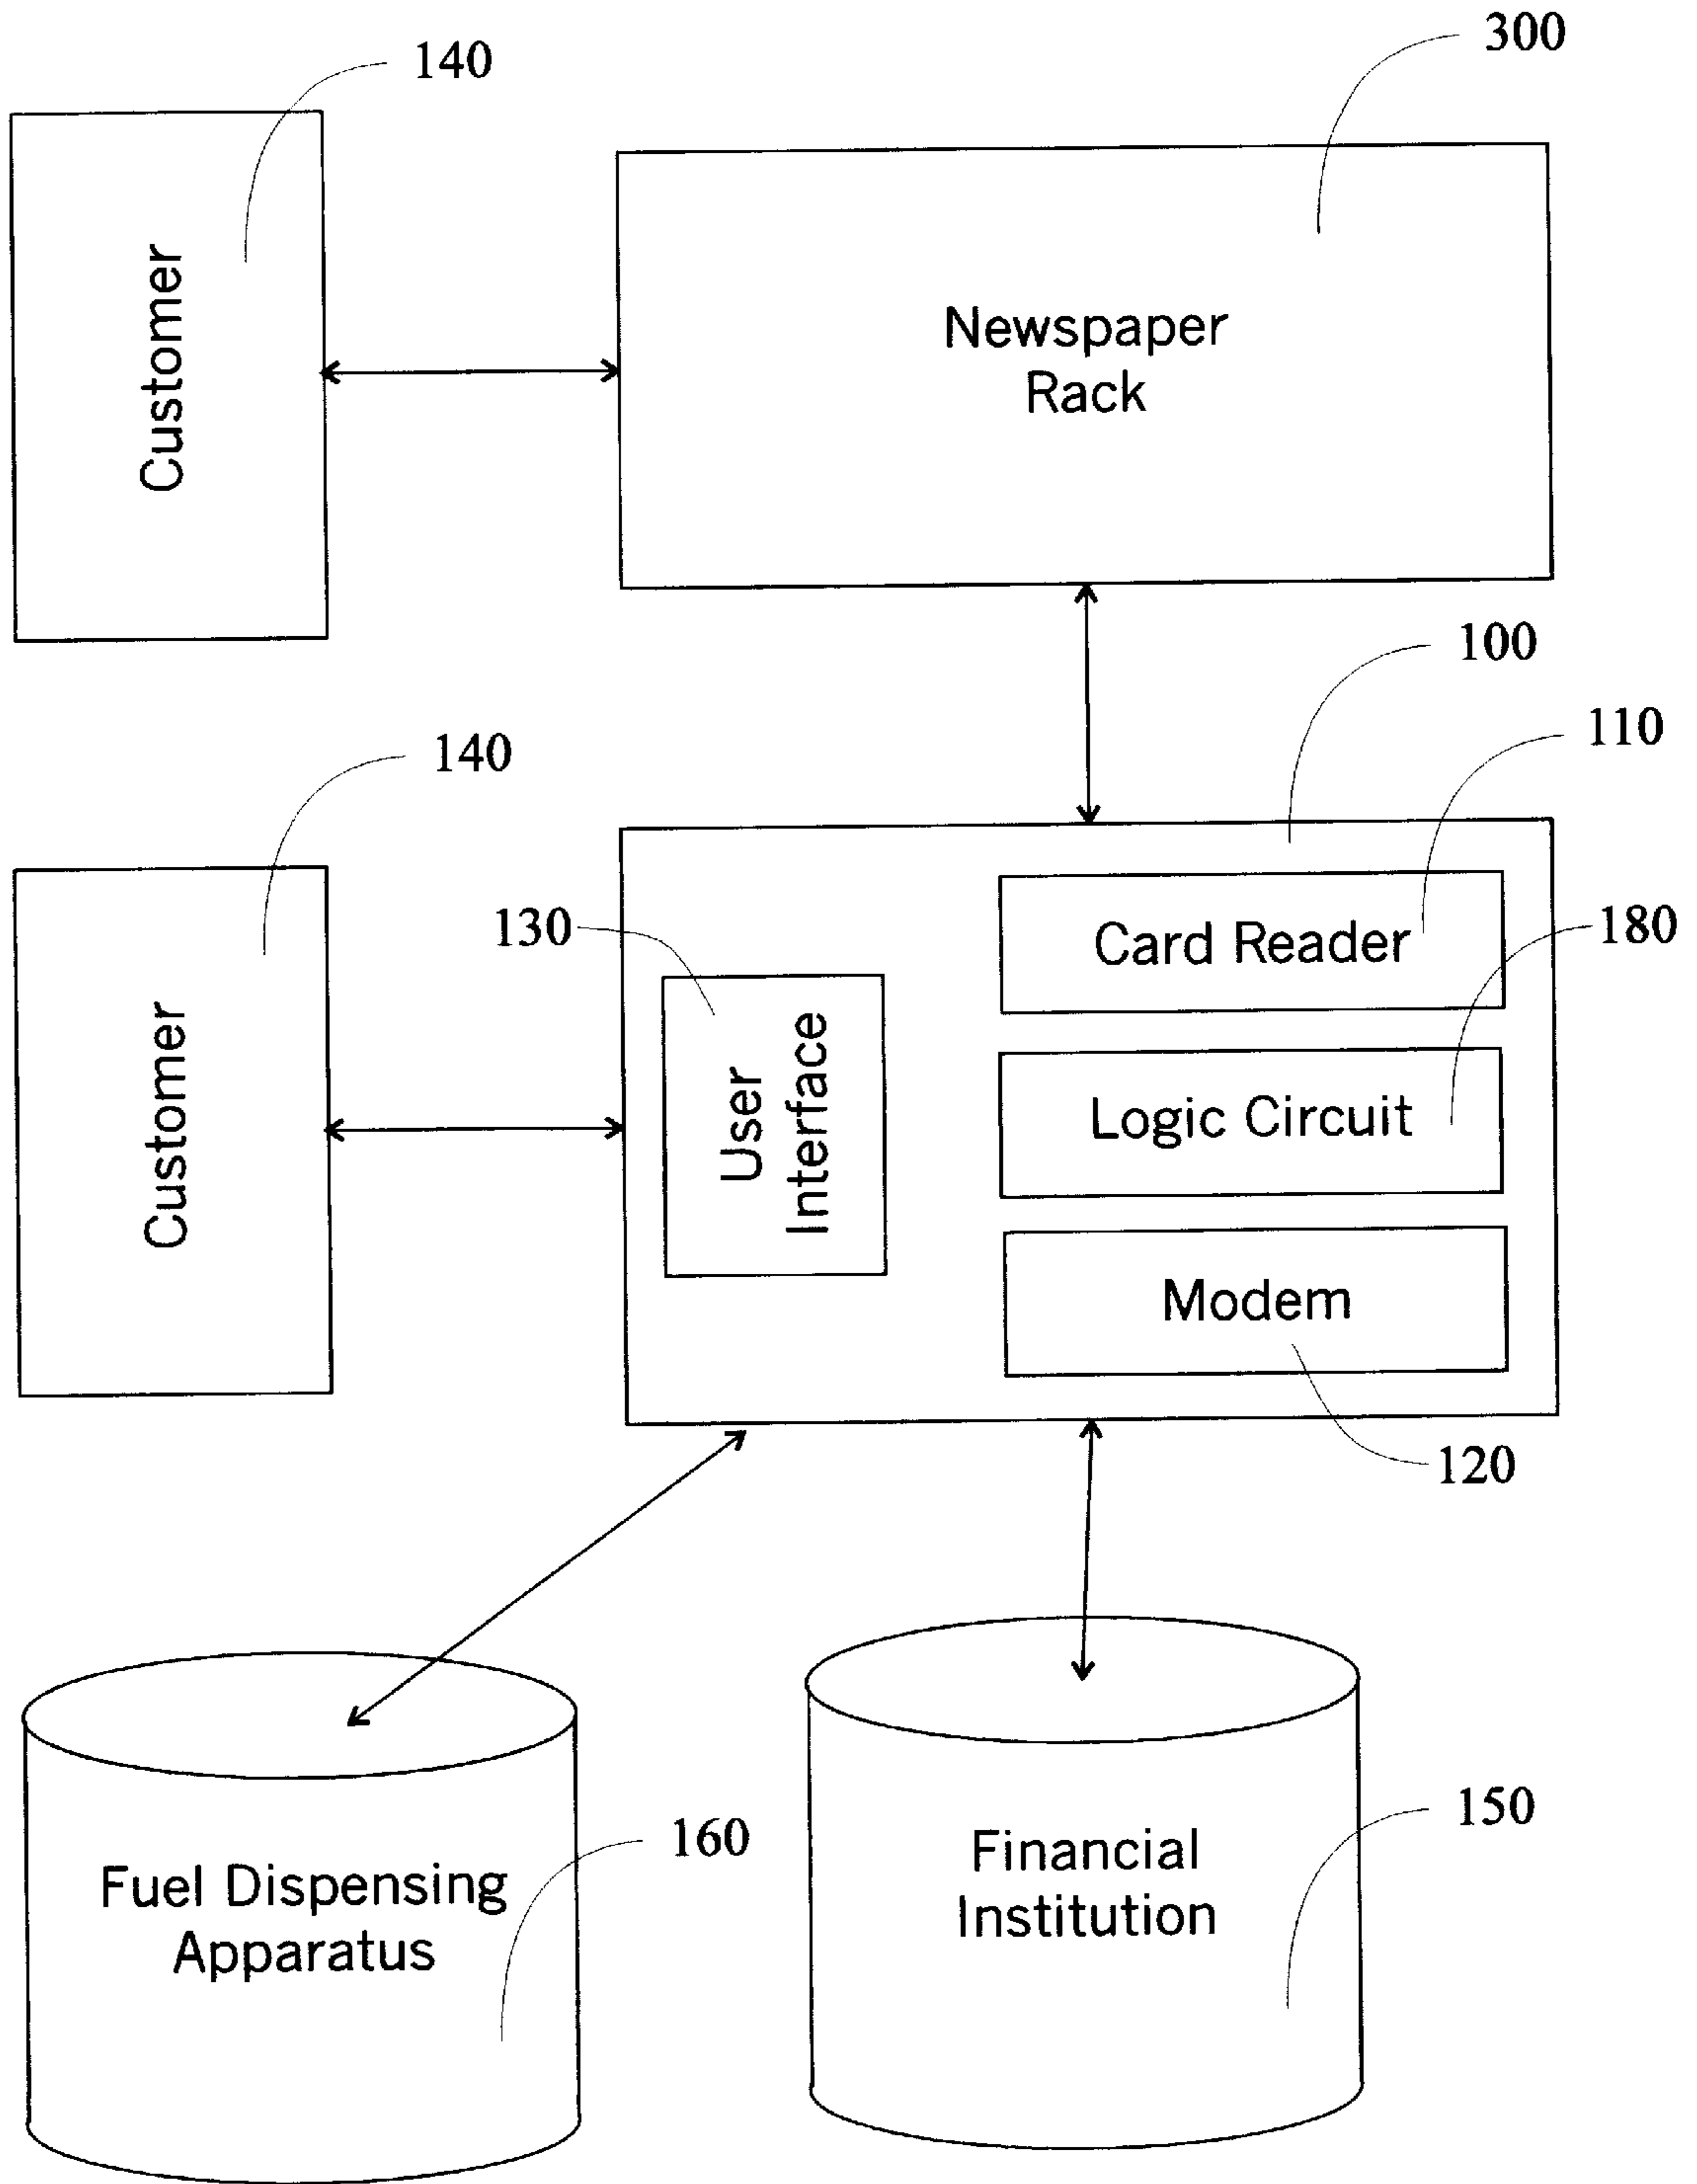 300
140
Customer
Newspaper
Rack
100
110
140
130
Card Reader
180
Customer
User
Interface
Logic Circuit
Modem
120
160
150
Fuel Dispensing
Apparatus
Financial
Institution